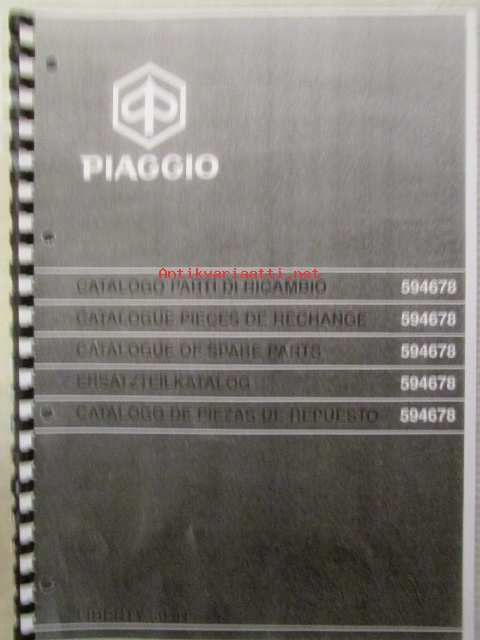 PIAGGIO
Antikvariaatti.net
CATALOGO PARTI DI RICAMBIO 594678
CATALOGUE PIECES DE RECHANGE 594678
CATALOGUE OF SPARE PARTS 594678
ERSATZTEILKATALOG 594678
CATALOGO DE PIEZAS DE REPUESTO 594678
LIBERTY